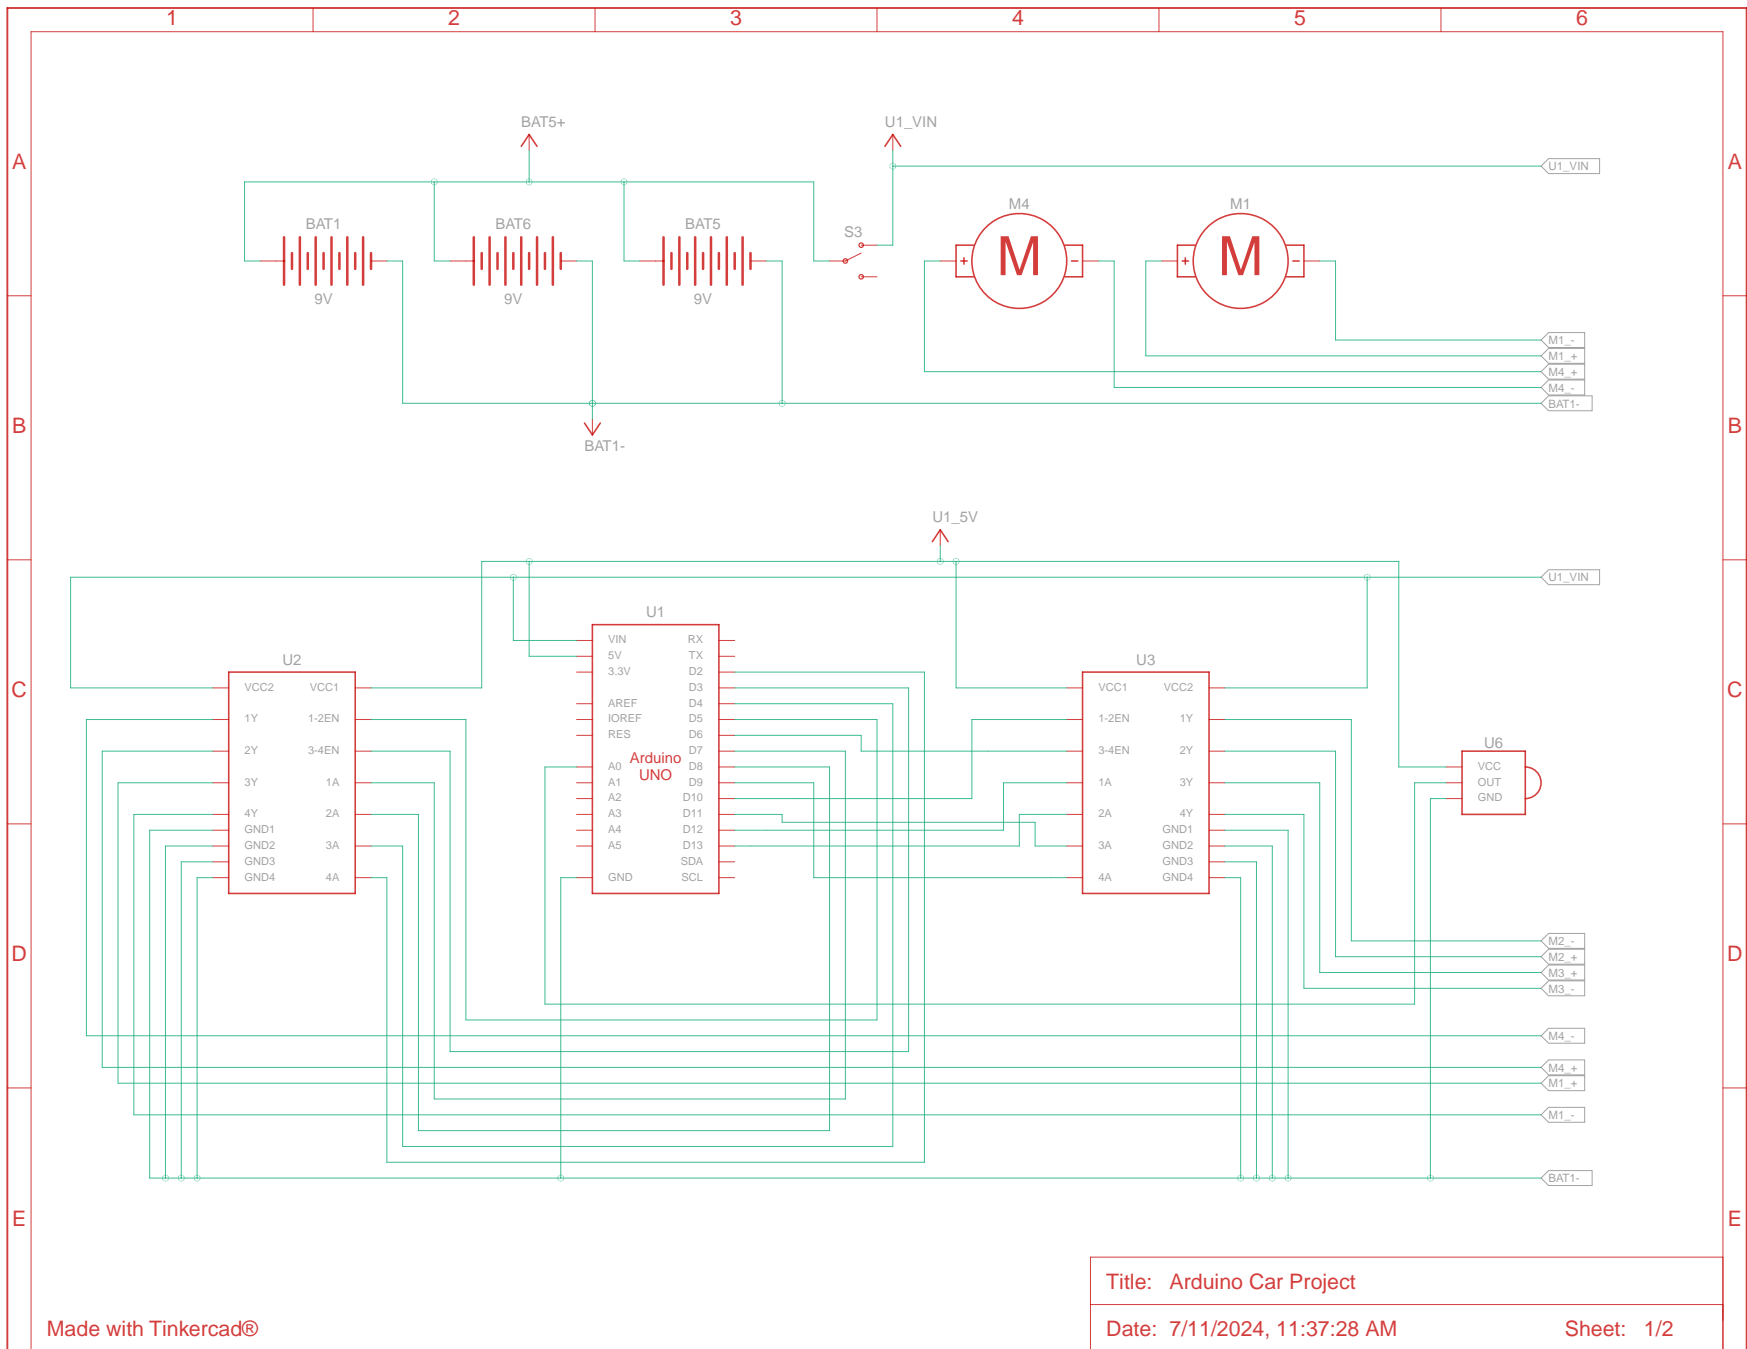 1 2 3 4 5 6
BAT5+ U1_VIN
A U1_VIN A
M4 M1
BAT1 BAT6 BAT5 S3
M M
+ - + -
9V 9V 9V
M1_-
M1_+
M4_+
M4_-
BAT1-
B B
BAT1-
U1_5V
U1_VIN
U1
VIN RX
5V TX
3.3V D2
D3
AREF D4
IOREF D5
RES D6
D7
Arduino
UNO
A0 D8
A1 D9
A2 D10
A3 D11
A4 D12
A5 D13
SDA
GND SCL
U2
VCC2 VCC1
1Y 1-2EN
2Y 3-4EN
3Y 1A
4Y 2A
GND1
GND2 3A
GND3
GND4 4A
U3
VCC1 VCC2
1-2EN 1Y
3-4EN 2Y
1A 3Y
2A 4Y
GND1
3A GND2
GND3
4A GND4
C C
U6
VCC
OUT
GND
D D
M2_-
M2_+
M3_+
M3_-
M4_-
M4_+
M1_+
M1_-
BAT1-
E E
Title: Arduino Car Project
Made with Tinkercad®
Date: 7/11/2024, 11:37:28 AM Sheet: 1/2